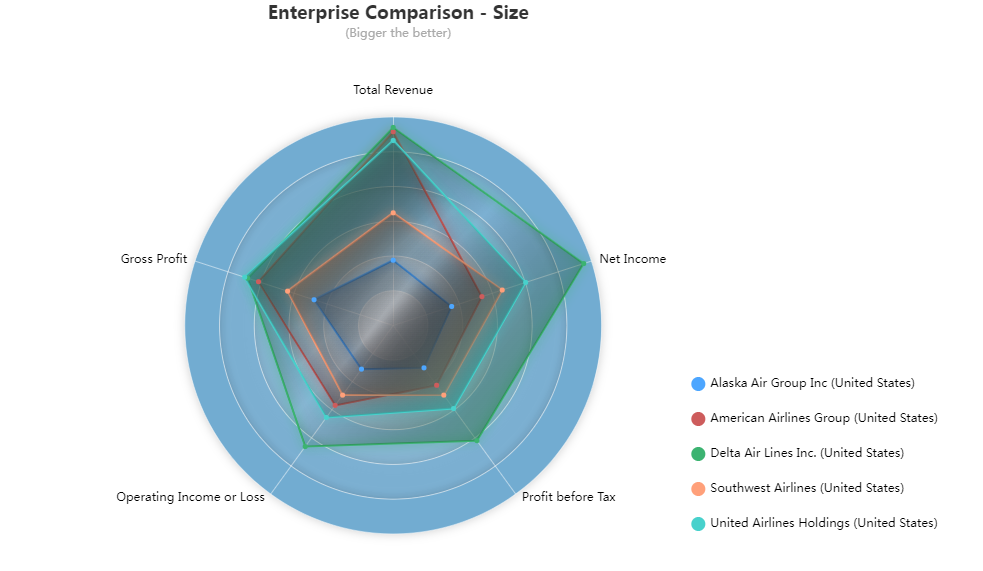 Enterprise Comparison - Size
(Bigger the better)
Total Revenue
Gross Profit
Net Income
Operating Income or Loss
Profit before Tax
Alaska Air Group Inc (United States)
American Airlines Group (United States)
Delta Air Lines Inc. (United States)
Southwest Airlines (United States)
United Airlines Holdings (United States)